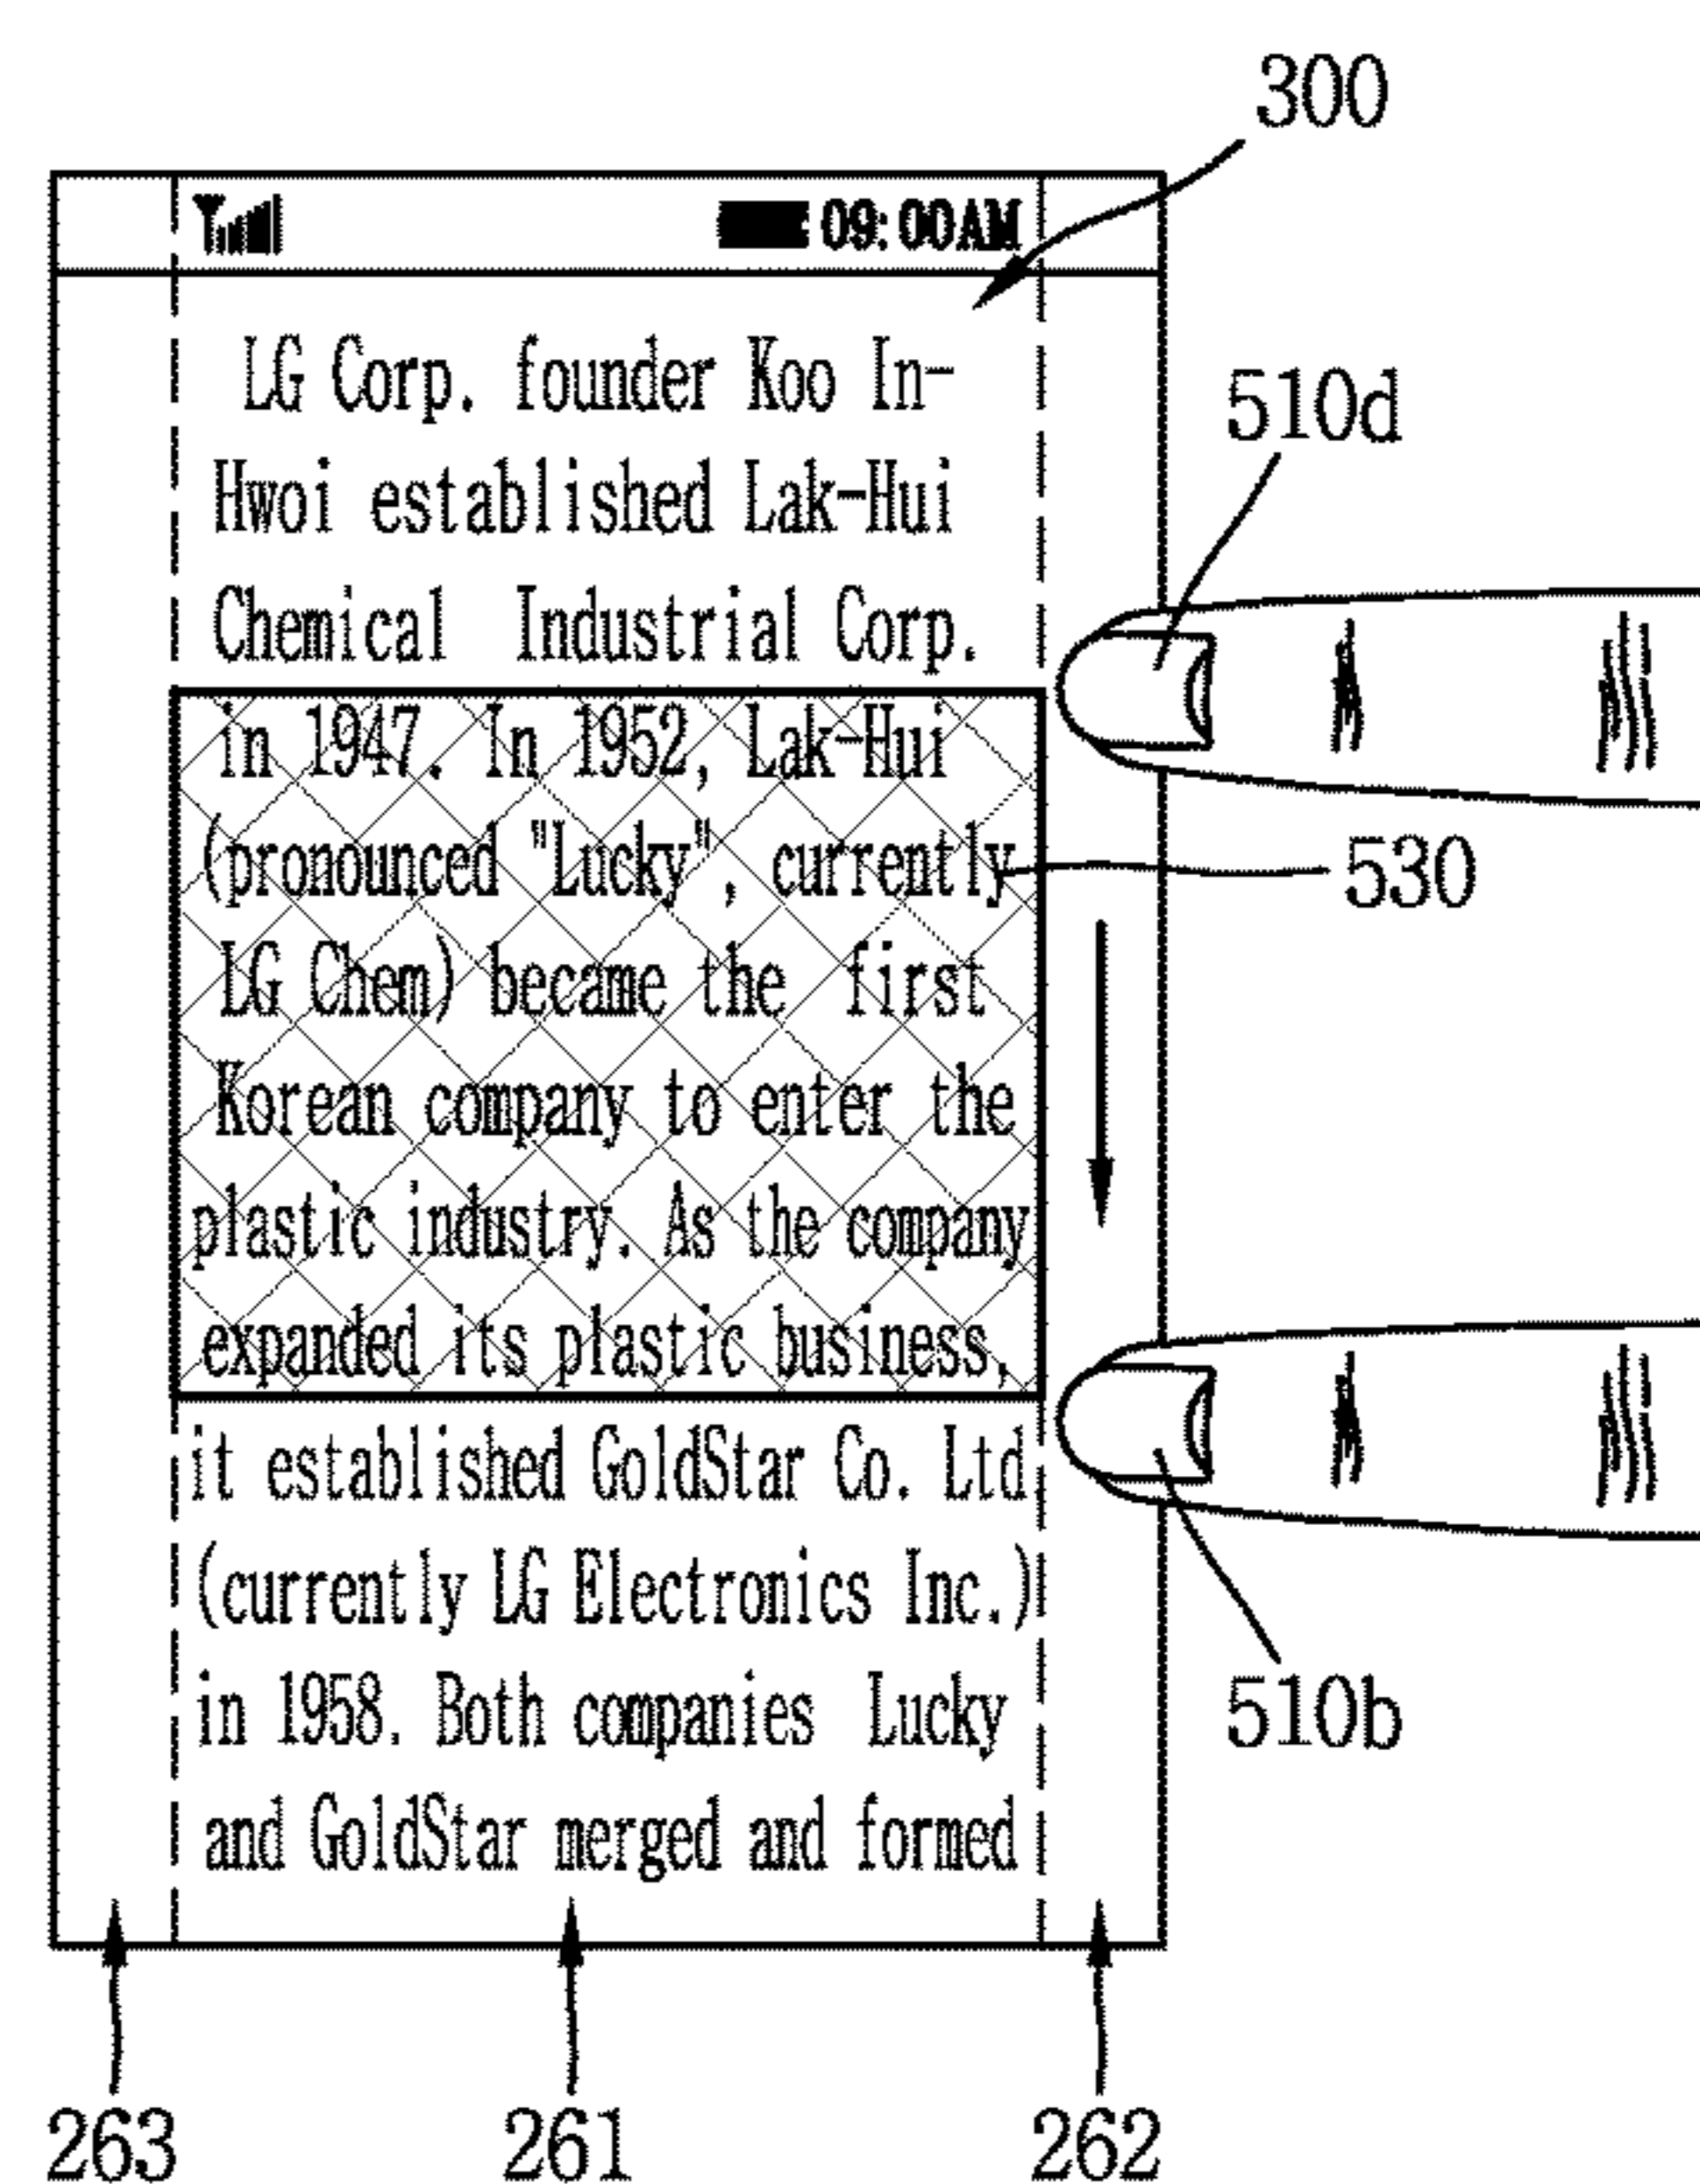 300
09:00AM
LG Corp. founder Koo In-
Hwoi established Lak-Hui
510d
Chemical Industrial Corp.
in 1947. In 1952, Lak-Hui
(pronounced "Lucky", currently
530
LG Chem) became the first
Korean company to enter the
plastic industry. As the company
expanded its plastic business,
it established GoldStar Co. Ltd
(currently LG Electronics Inc.)
in 1958. Both companies Lucky
510b
and GoldStar merged and formed
263 261 262